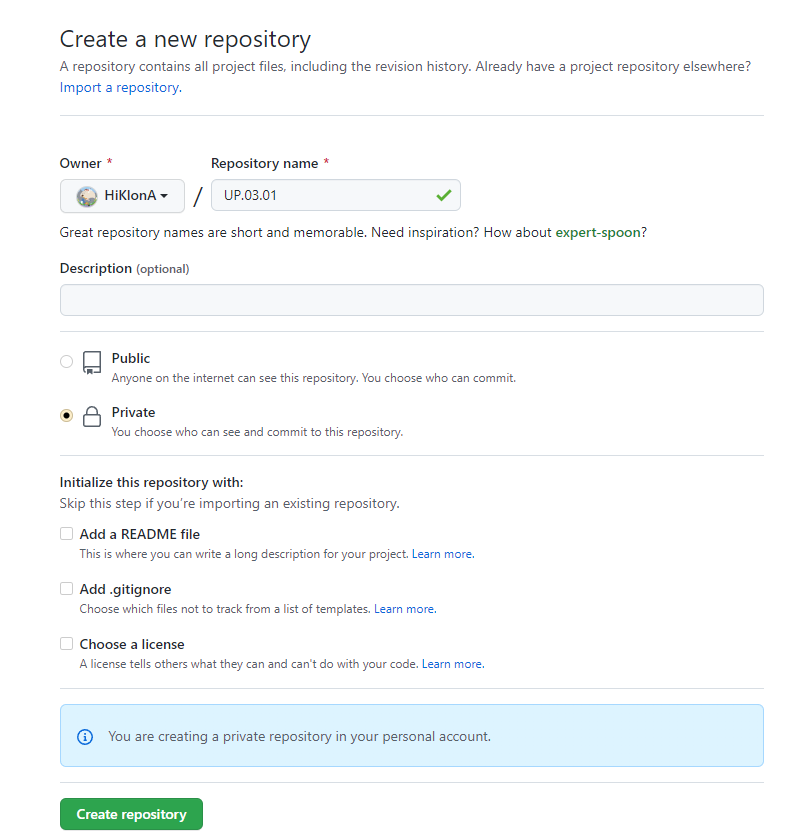 Create a new repository
A repository contains all project files, including the revision history. Already have a project repository elsewhere?
Import a repository.
Owner * Repository name *
HiKlonA / UP.03.01
Great repository names are short and memorable. Need inspiration? How about expert-spoon?
Description (optional)
Public
Anyone on the internet can see this repository. You choose who can commit.
Private
You choose who can see and commit to this repository.
Initialize this repository with:
Skip this step if you're importing an existing repository.
Add a README file
This is where you can write a long description for your project. Learn more.
Add .gitignore
Choose which files not to track from a list of templates. Learn more.
Choose a license
A license tells others what they can and can't do with your code. Learn more.
You are creating a private repository in your personal account.
Create repository